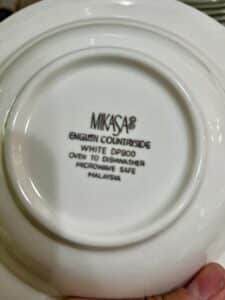 MIKASA®
ENGLISH COUNTRYSIDE
WHITE DP900
OVEN TO DISHWASHER
MICROWAVE SAFE
MALAYSIA